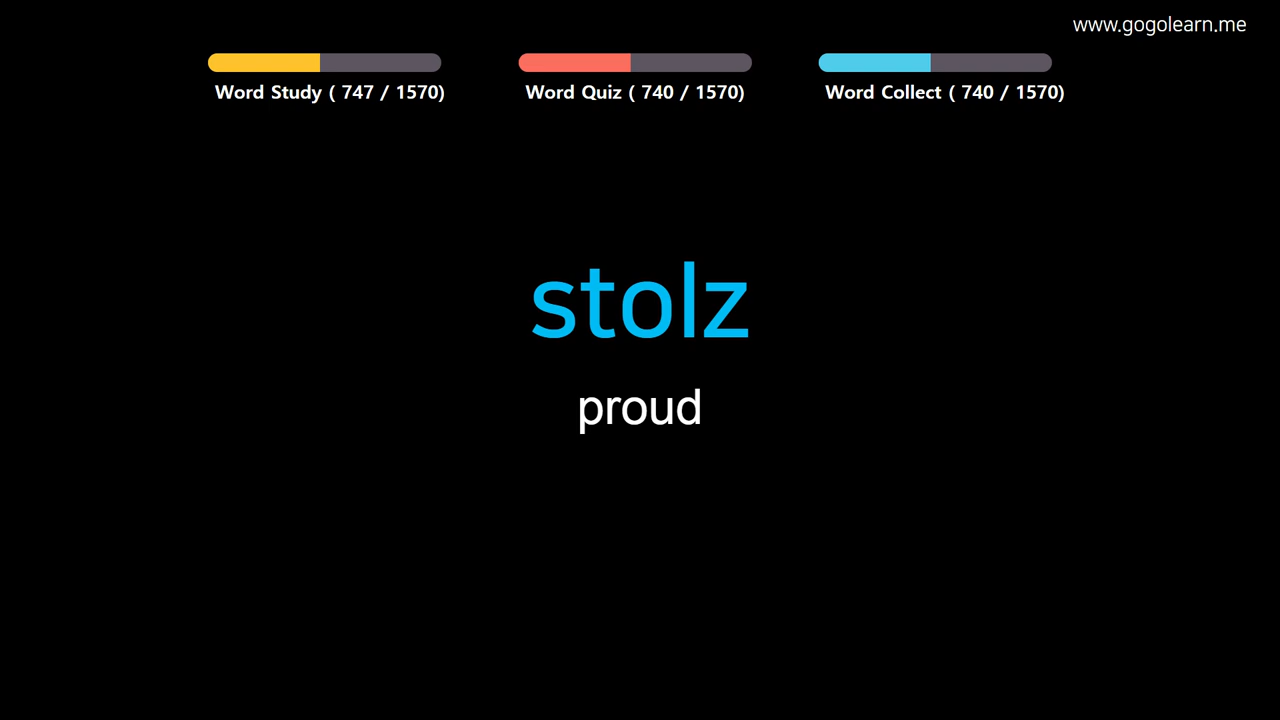 www.gogolearn.me
Word Study ( 747 / 1570)
Word Quiz ( 740 / 1570)
Word Collect ( 740 / 1570)
stolz
proud